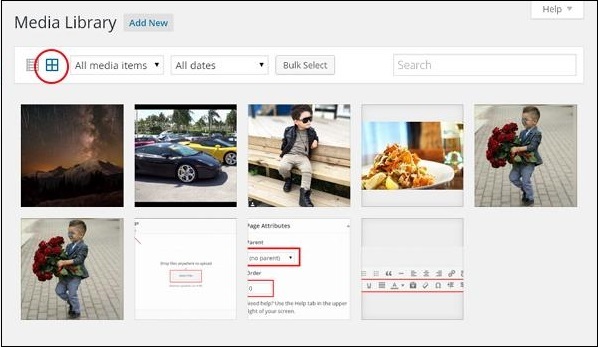 Help
Media Library Add New
All media items All dates Bulk Select Search
Drop files anywhere to upload
Page Attributes
Parent
(no parent)
Order
0
Need help? Use the Help tab in the upper
right of your screen.